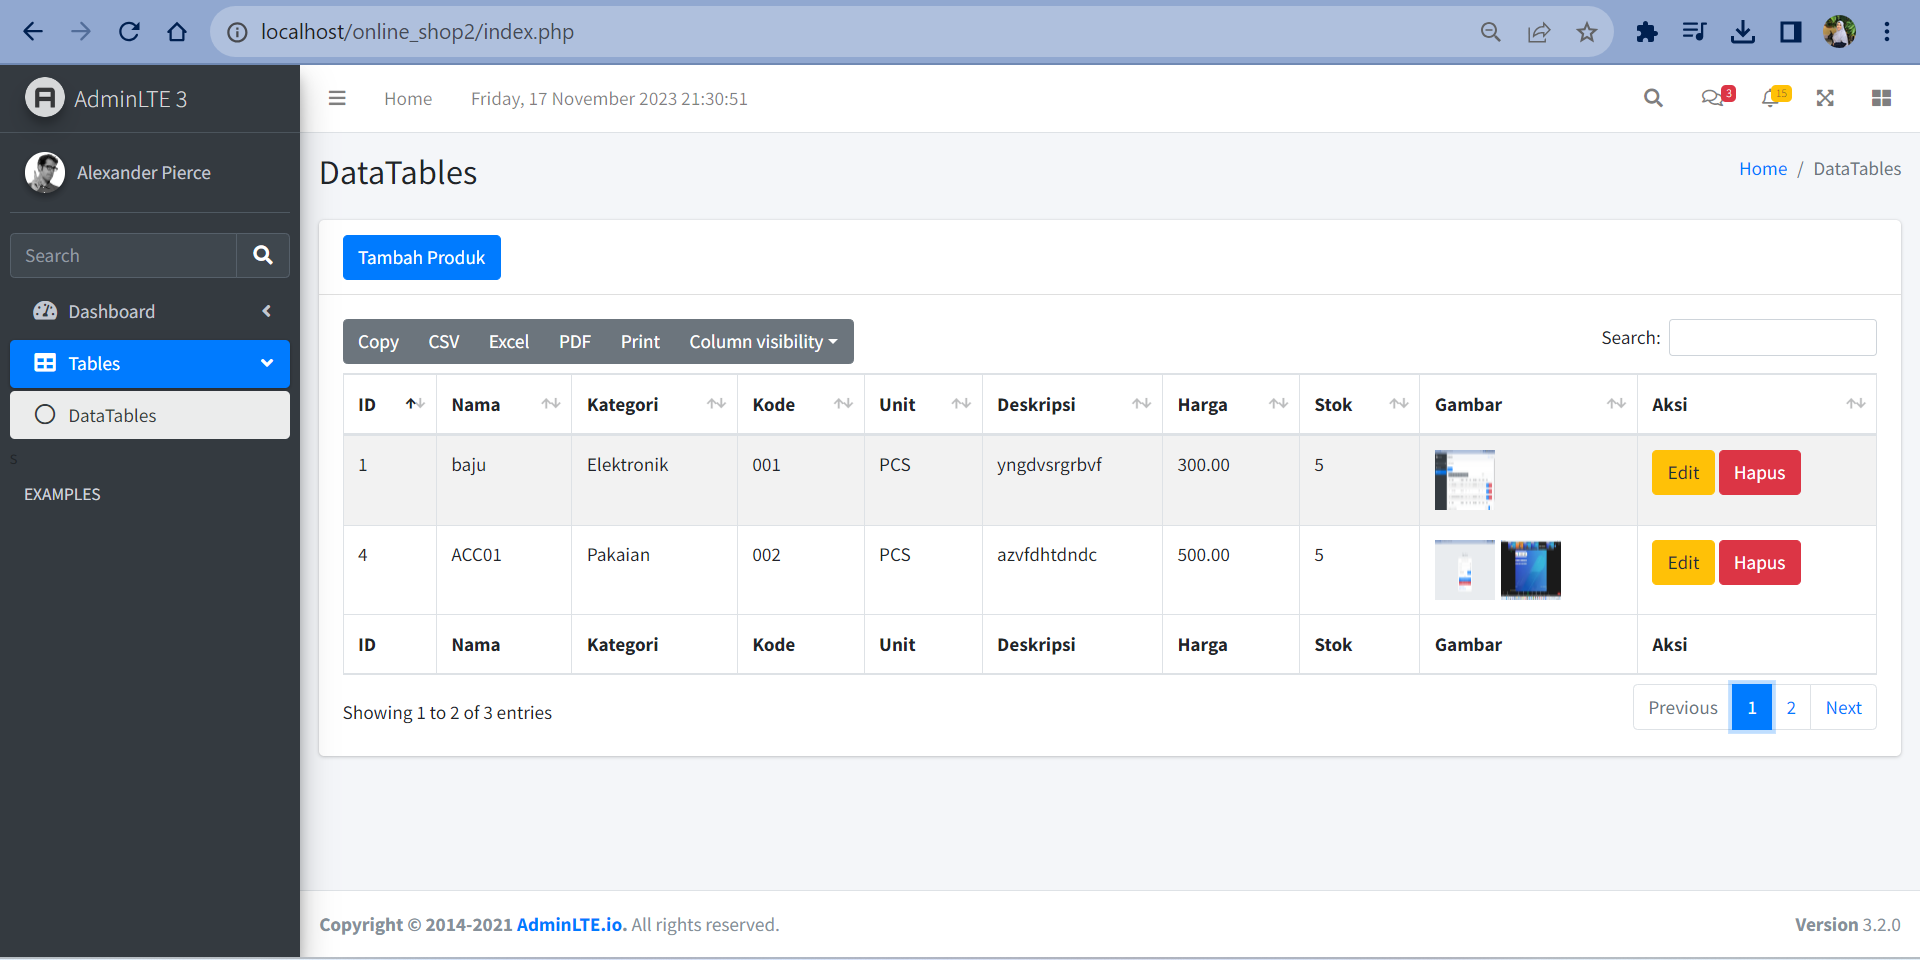 localhost/online_shop2/index.php
AdminLTE 3
Home Friday, 17 November 2023 21:30:51
3
15
Alexander Pierce
Search
Dashboard
Tables
DataTables
s
EXAMPLES
DataTables
Home / DataTables
Tambah Produk
Copy CSV Excel PDF Print Column visibility
Search:
ID Nama Kategori Kode Unit Deskripsi Harga Stok Gambar Aksi
1 baju Elektronik 001 PCS yngdvsrgrbvf 300.00 5 Edit Hapus
4 ACC01 Pakaian 002 PCS azvfdhtdndc 500.00 5 Edit Hapus
ID Nama Kategori Kode Unit Deskripsi Harga Stok Gambar Aksi
Showing 1 to 2 of 3 entries
Previous 1 2 Next
Copyright © 2014-2021 AdminLTE.io. All rights reserved.
Version 3.2.0